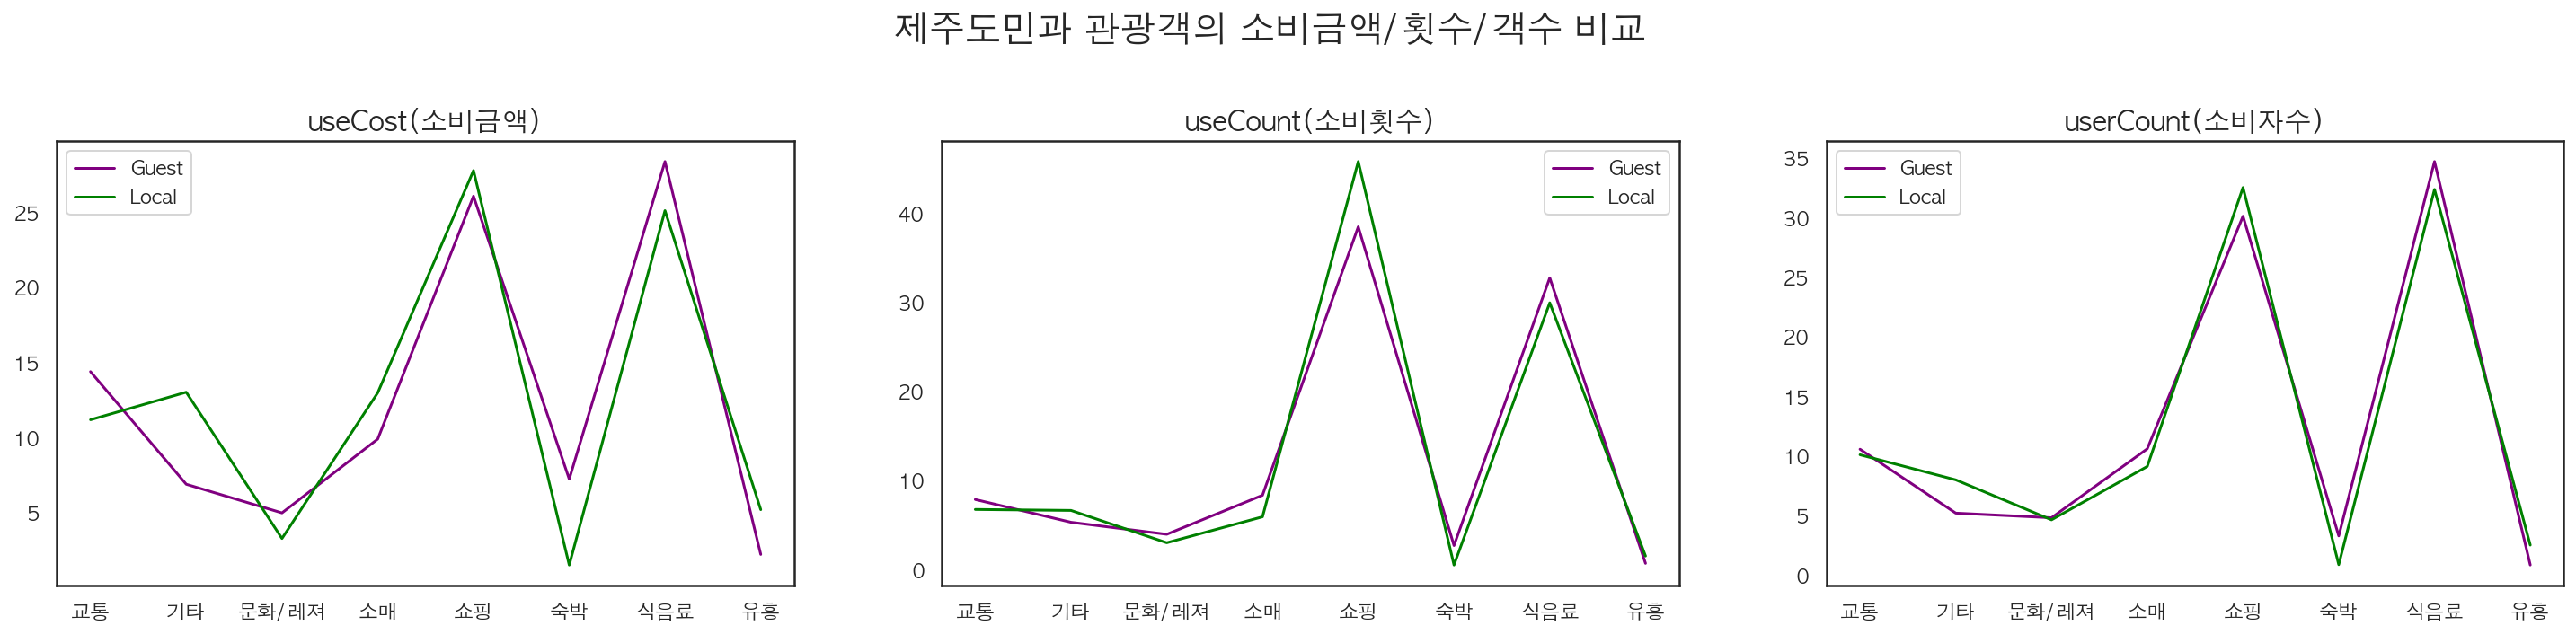 제주도민과 관광객의 소비금액/횟수/객수 비교
useCost(소비금액)
Guest
Local
25
20
15
10
5
교통 기타 문화/레져 소매 쇼핑 숙박 식음료 유흥
useCount(소비횟수)
Guest
Local
40
30
20
10
0
교통 기타 문화/레져 소매 쇼핑 숙박 식음료 유흥
userCount(소비자수)
Guest
Local
35
30
25
20
15
10
5
0
교통 기타 문화/레져 소매 쇼핑 숙박 식음료 유흥